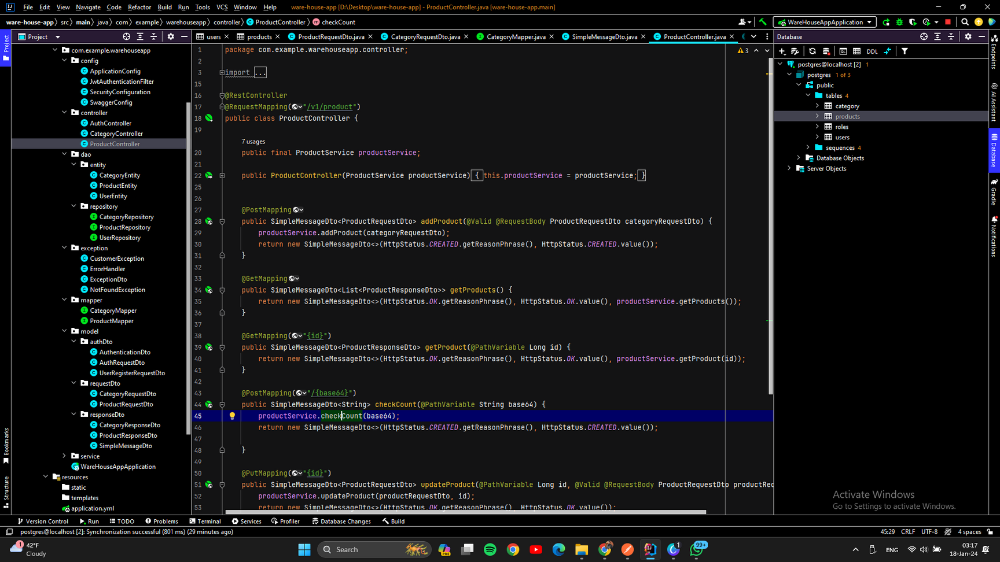 File Edit View Navigate Code Refactor Build Run Tools VCS Window Help ware-house-app [D:\Desktop\ware-house-app] - ProductController.java [ware-house-app.main]
ware-house-app src main java com example warehouseapp controller ProductController checkCount WareHouseAppApplication
Project
users products ProductRequestDto.java CategoryRequestDto.java CategoryMapper.java SimpleMessageDto.java ProductController.java
Database
Project
com.example.warehouseapp
config
ApplicationConfig
JwtAuthenticationFilter
SecurityConfiguration
SwaggerConfig
controller
AuthController
CategoryController
ProductController
dao
entity
CategoryEntity
ProductEntity
UserEntity
repository
CategoryRepository
ProductRepository
UserRepository
exception
CustomerException
ErrorHandler
ExceptionDto
NotFoundException
mapper
CategoryMapper
ProductMapper
model
authDto
AuthenticationDto
AuthRequestDto
UserRegisterRequestDto
requestDto
CategoryRequestDto
ProductRequestDto
responseDto
CategoryResponseDto
ProductResponseDto
SimpleMessageDto
service
WareHouseAppApplication
resources
static
templates
application.yml
Bookmarks
Structure
3
1 package com.example.warehouseapp.controller;
2
3 import ...
15
16 @RestController
17 @RequestMapping("/v1/product")
18 public class ProductController {
19
7 usages
20 public final ProductService productService;
21
22 public ProductController(ProductService productService) { this.productService = productService; }
25
26
27 @PostMapping
28 public SimpleMessageDto<ProductRequestDto> addProduct(@Valid @RequestBody ProductRequestDto categoryRequestDto) {
29 productService.addProduct(categoryRequestDto);
30 return new SimpleMessageDto<>(HttpStatus.CREATED.getReasonPhrase(), HttpStatus.CREATED.value());
31 }
32
33 @GetMapping
34 public SimpleMessageDto<List<ProductResponseDto>> getProducts() {
35 return new SimpleMessageDto<>(HttpStatus.OK.getReasonPhrase(), HttpStatus.OK.value(), productService.getProducts());
36 }
37
38 @GetMapping("{id}")
39 public SimpleMessageDto<ProductResponseDto> getProduct(@PathVariable Long id) {
40 return new SimpleMessageDto<>(HttpStatus.OK.getReasonPhrase(), HttpStatus.OK.value(), productService.getProduct(id));
41 }
42
43 @PostMapping("/{base64}")
44 public SimpleMessageDto<String> checkCount(@PathVariable String base64) {
45 productService.checkCount(base64);
46 return new SimpleMessageDto<>(HttpStatus.CREATED.getReasonPhrase(), HttpStatus.CREATED.value());
47
48 }
49
50 @PutMapping("{id}")
51 public SimpleMessageDto<ProductRequestDto> updateProduct(@PathVariable Long id, @Valid @RequestBody ProductRequestDto productRec
52 productService.updateProduct(productRequestDto, id);
53 return new SimpleMessageDto<>(HttpStatus.OK.getReasonPhrase(), HttpStatus.OK.value());
DDL
postgres@localhost [2] 1
postgres 1 of 3
public
tables 4
category
products
roles
users
sequences 4
Database Objects
Server Objects
Endpoints
AI Assistant
Database
Gradle
Notifications
Activate Windows
Go to Settings to activate Windows.
Version Control Run TODO Problems Terminal Services Profiler Database Changes Build
postgres@localhost [2]: Synchronization successful (801 ms) (29 minutes ago) 45:29 CRLF UTF-8 4 spaces
1 42°F
Cloudy
Search
PRE
1
99+
ENG
03:17
18-Jan-24